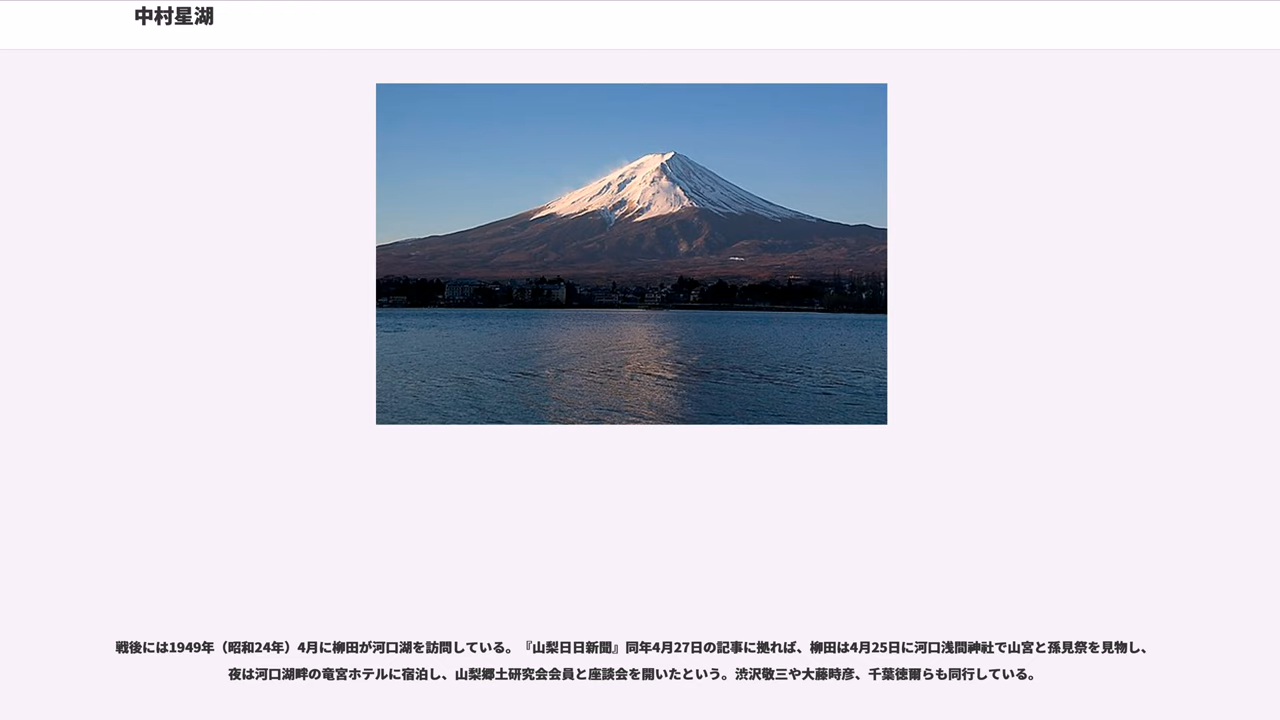 中村星湖
戦後には1949年（昭和24年）4月に柳田が河口湖を訪問している。『山梨日日新聞』同年4月27日の記事に拠れば、柳田は4月25日に河口浅間神社で山宮と孫見祭を見物し、
夜は河口湖畔の竜宮ホテルに宿泊し、山梨郷土研究会会員と座談会を開いたという。渋沢敬三や大藤時彦、千葉徳爾らも同行している。